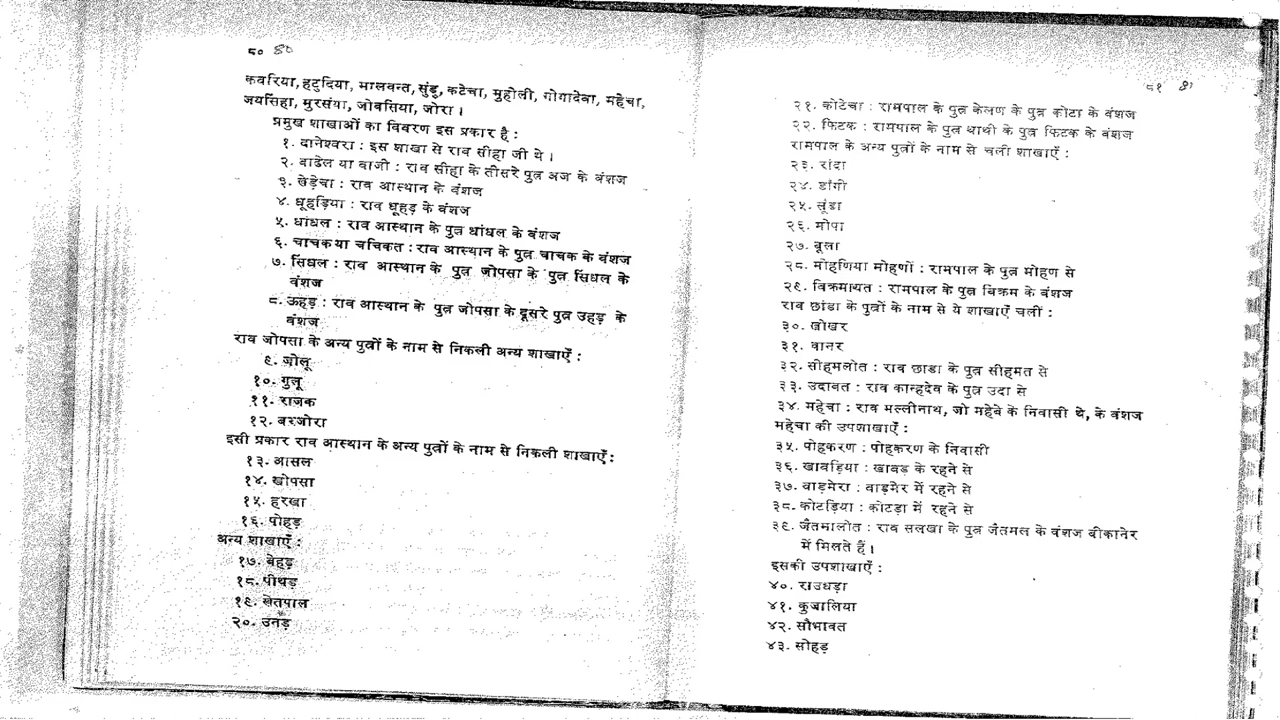 ८० 80
कवरिया, हटुदिया, मालवन्त, सुंडू, कटेचा, मुहोली, गोगादेवा, महेचा,
जयसिंहा, मुरसंया, जोवसिया, जोरा ।
प्रमुख शाखाओं का विवरण इस प्रकार है :
१. दानेश्वरा : इस शाखा से राव सीहा जी थे ।
२. वाढेल या वाजी : राव सीहा के तीसरे पुत्र अज के वंशज
३. खेड़ेचा : राव आस्थान के वंशज
४. धूहड़िया : राव धूहड़ के वंशज
५. धांधल : राव आस्थान के पुत्र धांधल के वंशज
६. चाचक या चचिकत : राव आस्थान के पुत्र चाचक के वंशज
७. सिंधल : राव आस्थान के पुत्र जोपसा के पुत्र सिंधल के
वंशज
८. ऊहड़ : राव आस्थान के पुत्र जोपसा के दूसरे पुत्र उहड़ के
वंशज
राव जोपसा के अन्य पुत्रों के नाम से निकली अन्य शाखाएँ :
९. जोलू
१०. गुलू
११. राजक
१२. बरजोरा
इसी प्रकार राव आस्थान के अन्य पुत्रों के नाम से निकली शाखाएँ :
१३. आसल
१४. खोपसा
१५. हरखा
१६. पोहड़
अन्य शाखाएँ :
१७. बेहड़
१८. पीथड़
१९. खेतपाल
२०. उनड़
८१ 81
२१. कोटेचा : रामपाल के पुत्र केलण के पुत्र कोटा के वंशज
२२. फिटक : रामपाल के पुत्र थाथी के पुत्र फिटक के वंशज
रामपाल के अन्य पुत्रों के नाम से चली शाखाएँ :
२३. रांदा
२४. डांगी
२५. सूंडा
२६. मोपा
२७. बूला
२८. मोहणिया मोहणों : रामपाल के पुत्र मोहण से
२९. विक्रमायत : रामपाल के पुत्र बिक्रम के वंशज
राव छांडा के पुत्रों के नाम से ये शाखाएँ चलीं :
३०. खोखर
३१. वानर
३२. सीहमलोत : राव छाडा के पुत्र सीहमत से
३३. उदावत : राव कान्हदेव के पुत्र उदा से
३४. महेचा : राव मल्लीनाथ, जो महेवे के निवासी थे, के वंशज
महेचा की उपशाखाएँ :
३५. पोहकरण : पोहकरण के निवासी
३६. खावड़िया : खाबड़ के रहने से
३७. वाड़मेरा : वाड़मेर में रहने से
३८. कोटड़िया : कोटड़ा में रहने से
३९. जैतमालोत : राव सलखा के पुत्र जैतमल के वंशज बीकानेर
में मिलते हैं ।
इसकी उपशाखाएँ :
४०. राउधड़ा
४१. कुजालिया
४२. सौभावत
४३. सोहड़